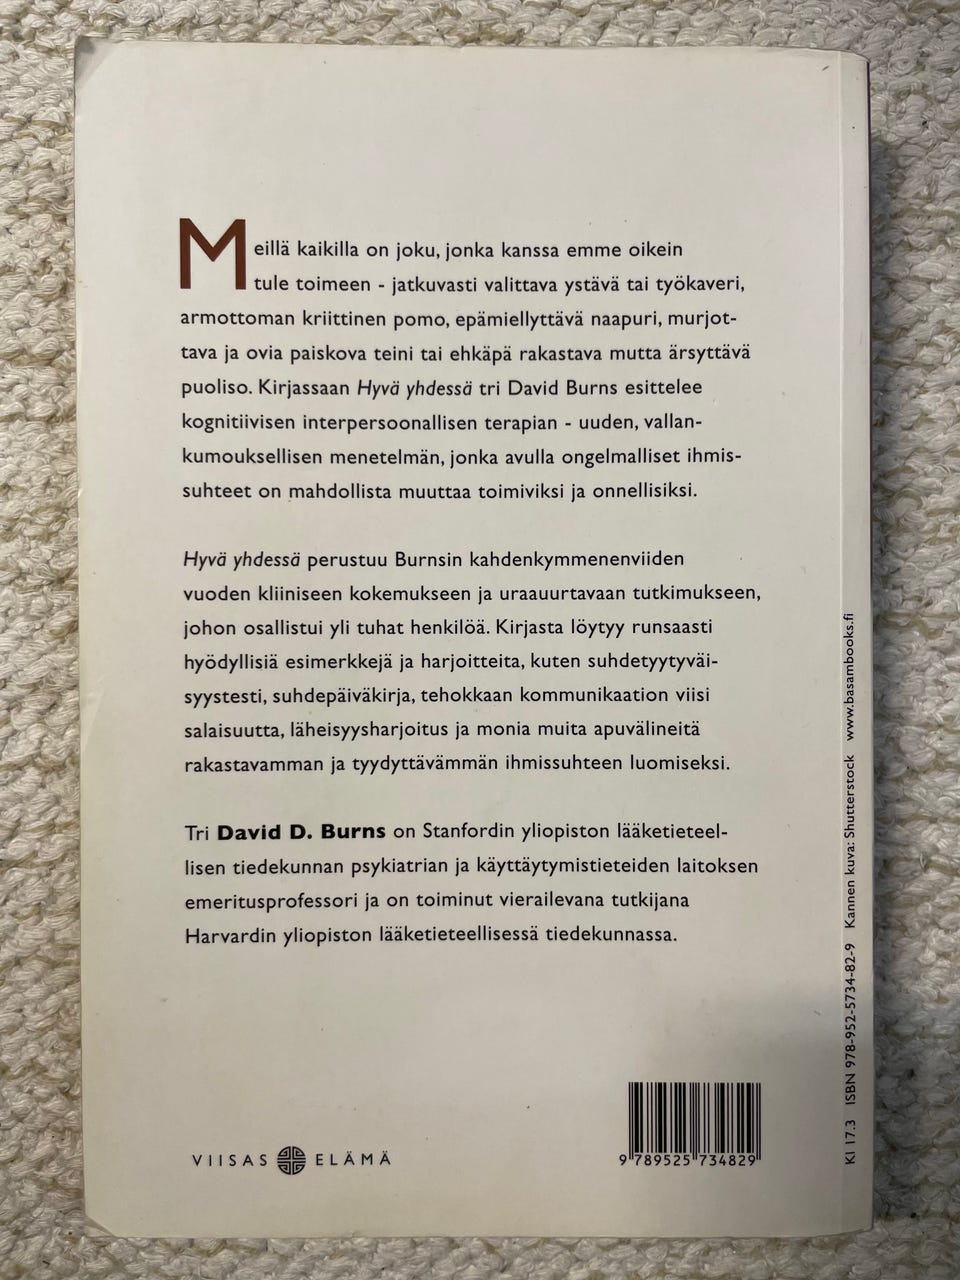 Meillä kaikilla on joku, jonka kanssa emme oikein
tule toimeen - jatkuvasti valittava ystävä tai työkaveri,
armottoman kriittinen pomo, epämiellyttävä naapuri, murjot-
tava ja ovia paiskova teini tai ehkäpä rakastava mutta ärsyttävä
puoliso. Kirjassaan Hyvä yhdessä tri David Burns esittelee
kognitiivisen interpersoonallisen terapian - uuden, vallan-
kumouksellisen menetelmän, jonka avulla ongelmalliset ihmis-
suhteet on mahdollista muuttaa toimiviksi ja onnellisiksi.
Hyvä yhdessä perustuu Burnsin kahdenkymmenenviiden
vuoden kliiniseen kokemukseen ja uraauurtavaan tutkimukseen,
johon osallistui yli tuhat henkilöä. Kirjasta löytyy runsaasti
hyödyllisiä esimerkkejä ja harjoitteita, kuten suhdetyytyväi-
syystesti, suhdepäiväkirja, tehokkaan kommunikaation viisi
salaisuutta, läheisyysharjoitus ja monia muita apuvälineitä
rakastavamman ja tyydyttävämmän ihmissuhteen luomiseksi.
Tri David D. Burns on Stanfordin yliopiston lääketieteel-
lisen tiedekunnan psykiatrian ja käyttäytymistieteiden laitoksen
emeritusprofessori ja on toiminut vierailevana tutkijana
Harvardin yliopiston lääketieteellisessä tiedekunnassa.
VIISAS ELÄMÄ
9 789525 734829
KI 17.3 ISBN 978-952-5734-82-9 Kannen kuva: Shutterstock www.basambooks.fi